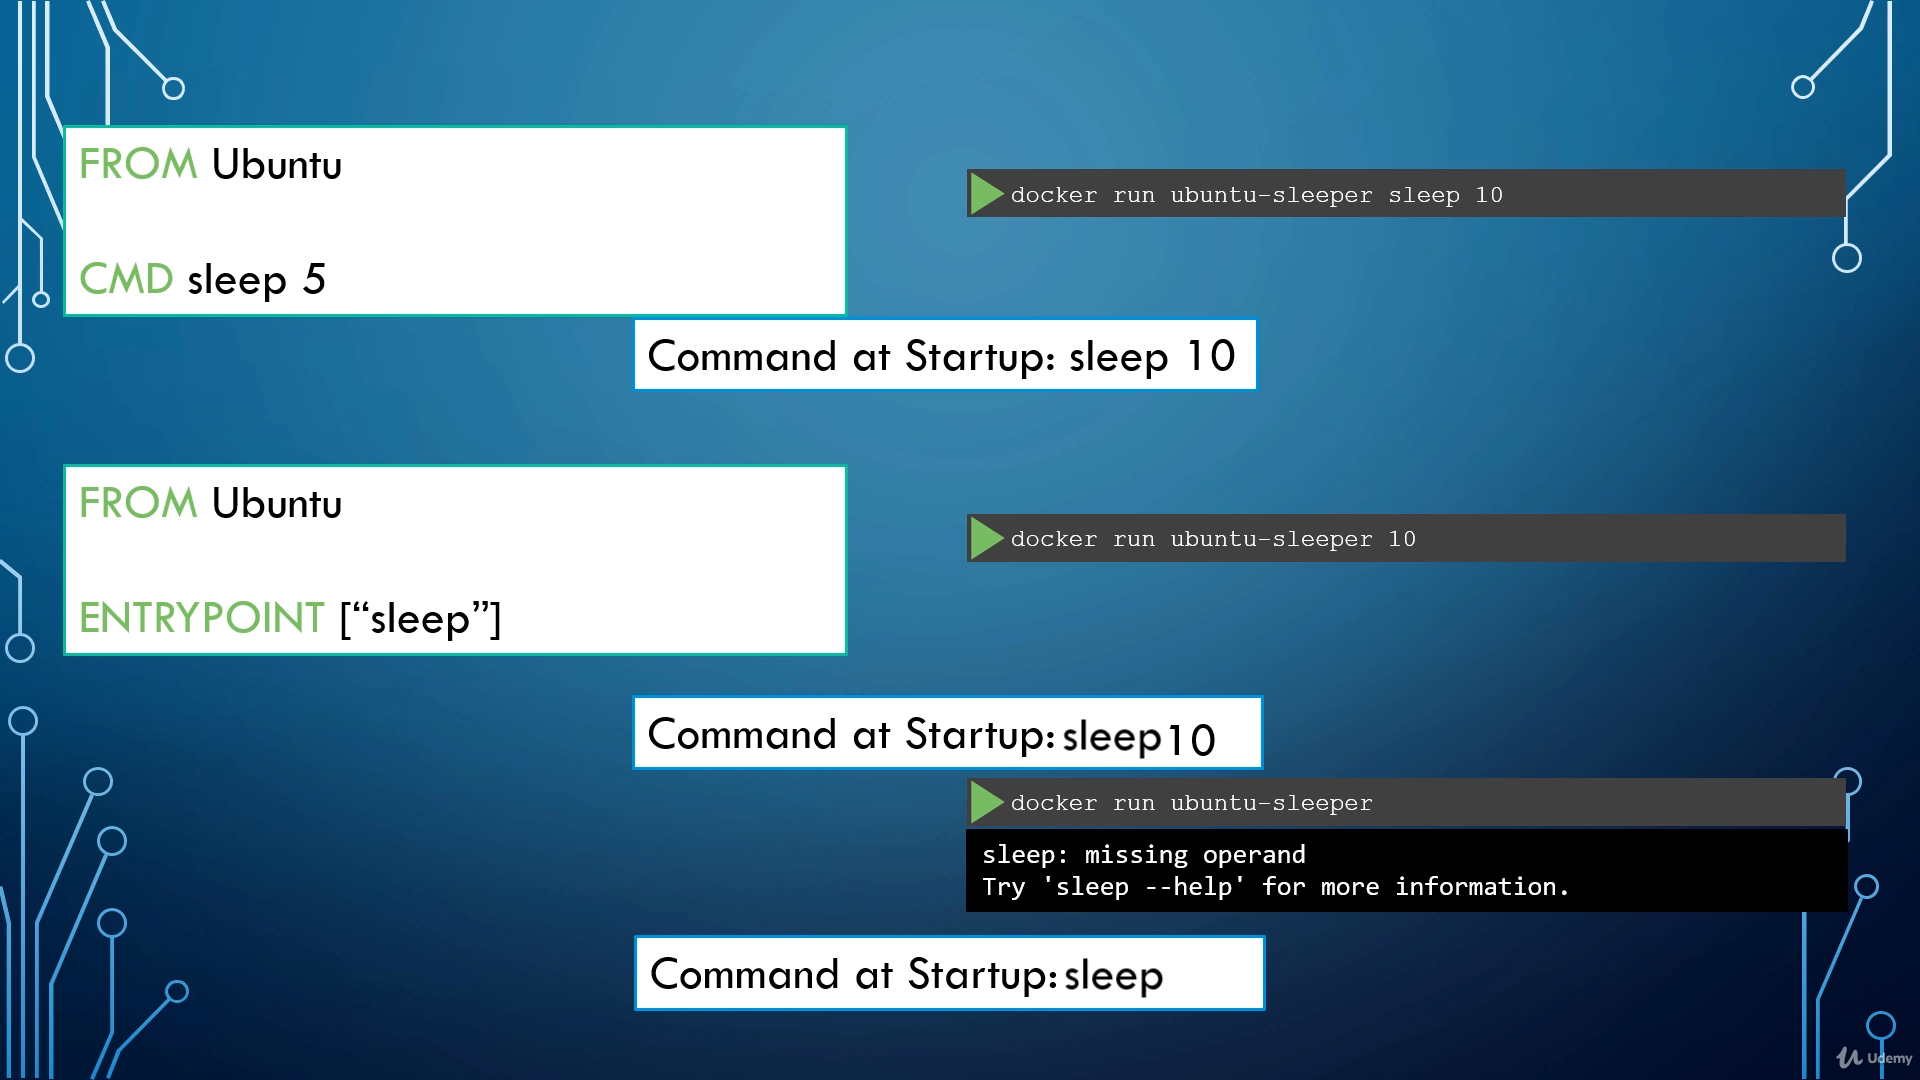 FROM Ubuntu
CMD sleep 5
docker run ubuntu-sleeper sleep 10
Command at Startup: sleep 10
FROM Ubuntu
ENTRYPOINT [“sleep”]
docker run ubuntu-sleeper 10
Command at Startup: sleep 10
docker run ubuntu-sleeper
sleep: missing operand
Try 'sleep --help' for more information.
Command at Startup: sleep
Udemy